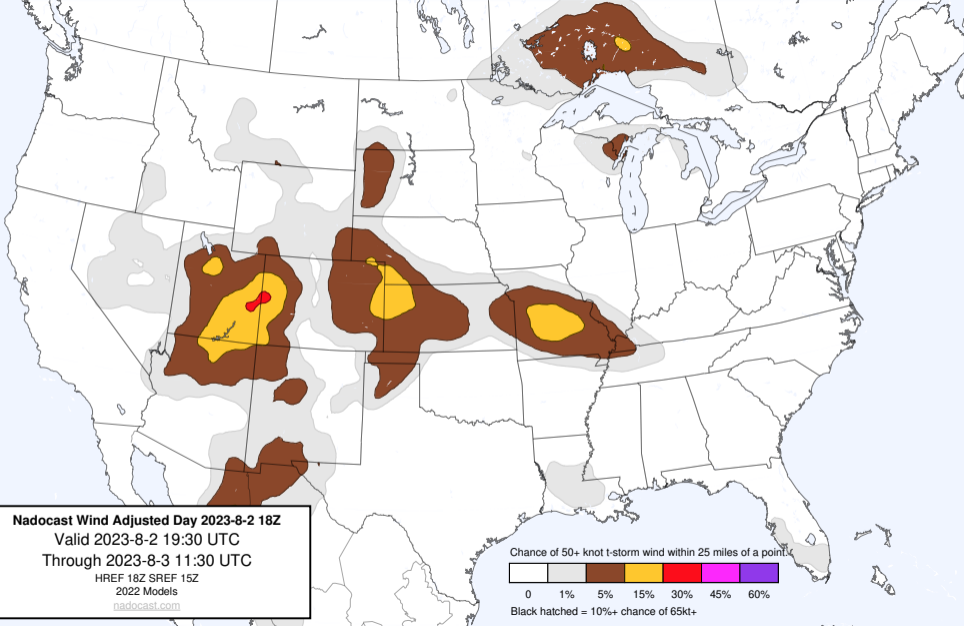 Nadocast Wind Adjusted Day 2023-8-2 18Z
Valid 2023-8-2 19:30 UTC
Through 2023-8-3 11:30 UTC
HREF 18Z SREF 15Z
2022 Models
nadocast.com
Chance of 50+ knot t-storm wind within 25 miles of a point.
0 1% 5% 15% 30% 45% 60%
Black hatched = 10%+ chance of 65kt+